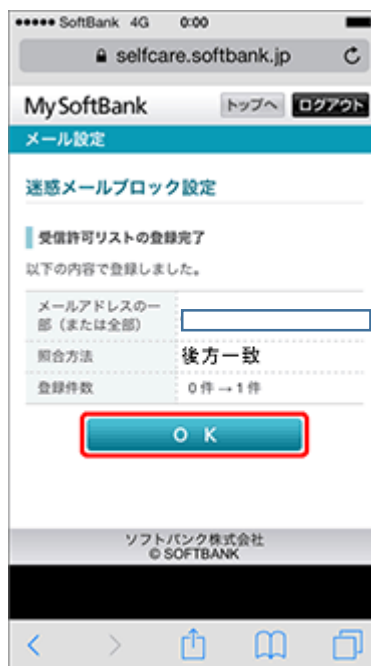 SoftBank 4G 0:00
selfcare.softbank.jp
My SoftBank トップへ ログアウト
メール設定
迷惑メールブロック設定
受信許可リストの登録完了
以下の内容で登録しました。
メールアドレスの一
部（または全部）
照合方法 後方一致
登録件数 0件→1件
OK
ソフトバンク株式会社
© SOFTBANK